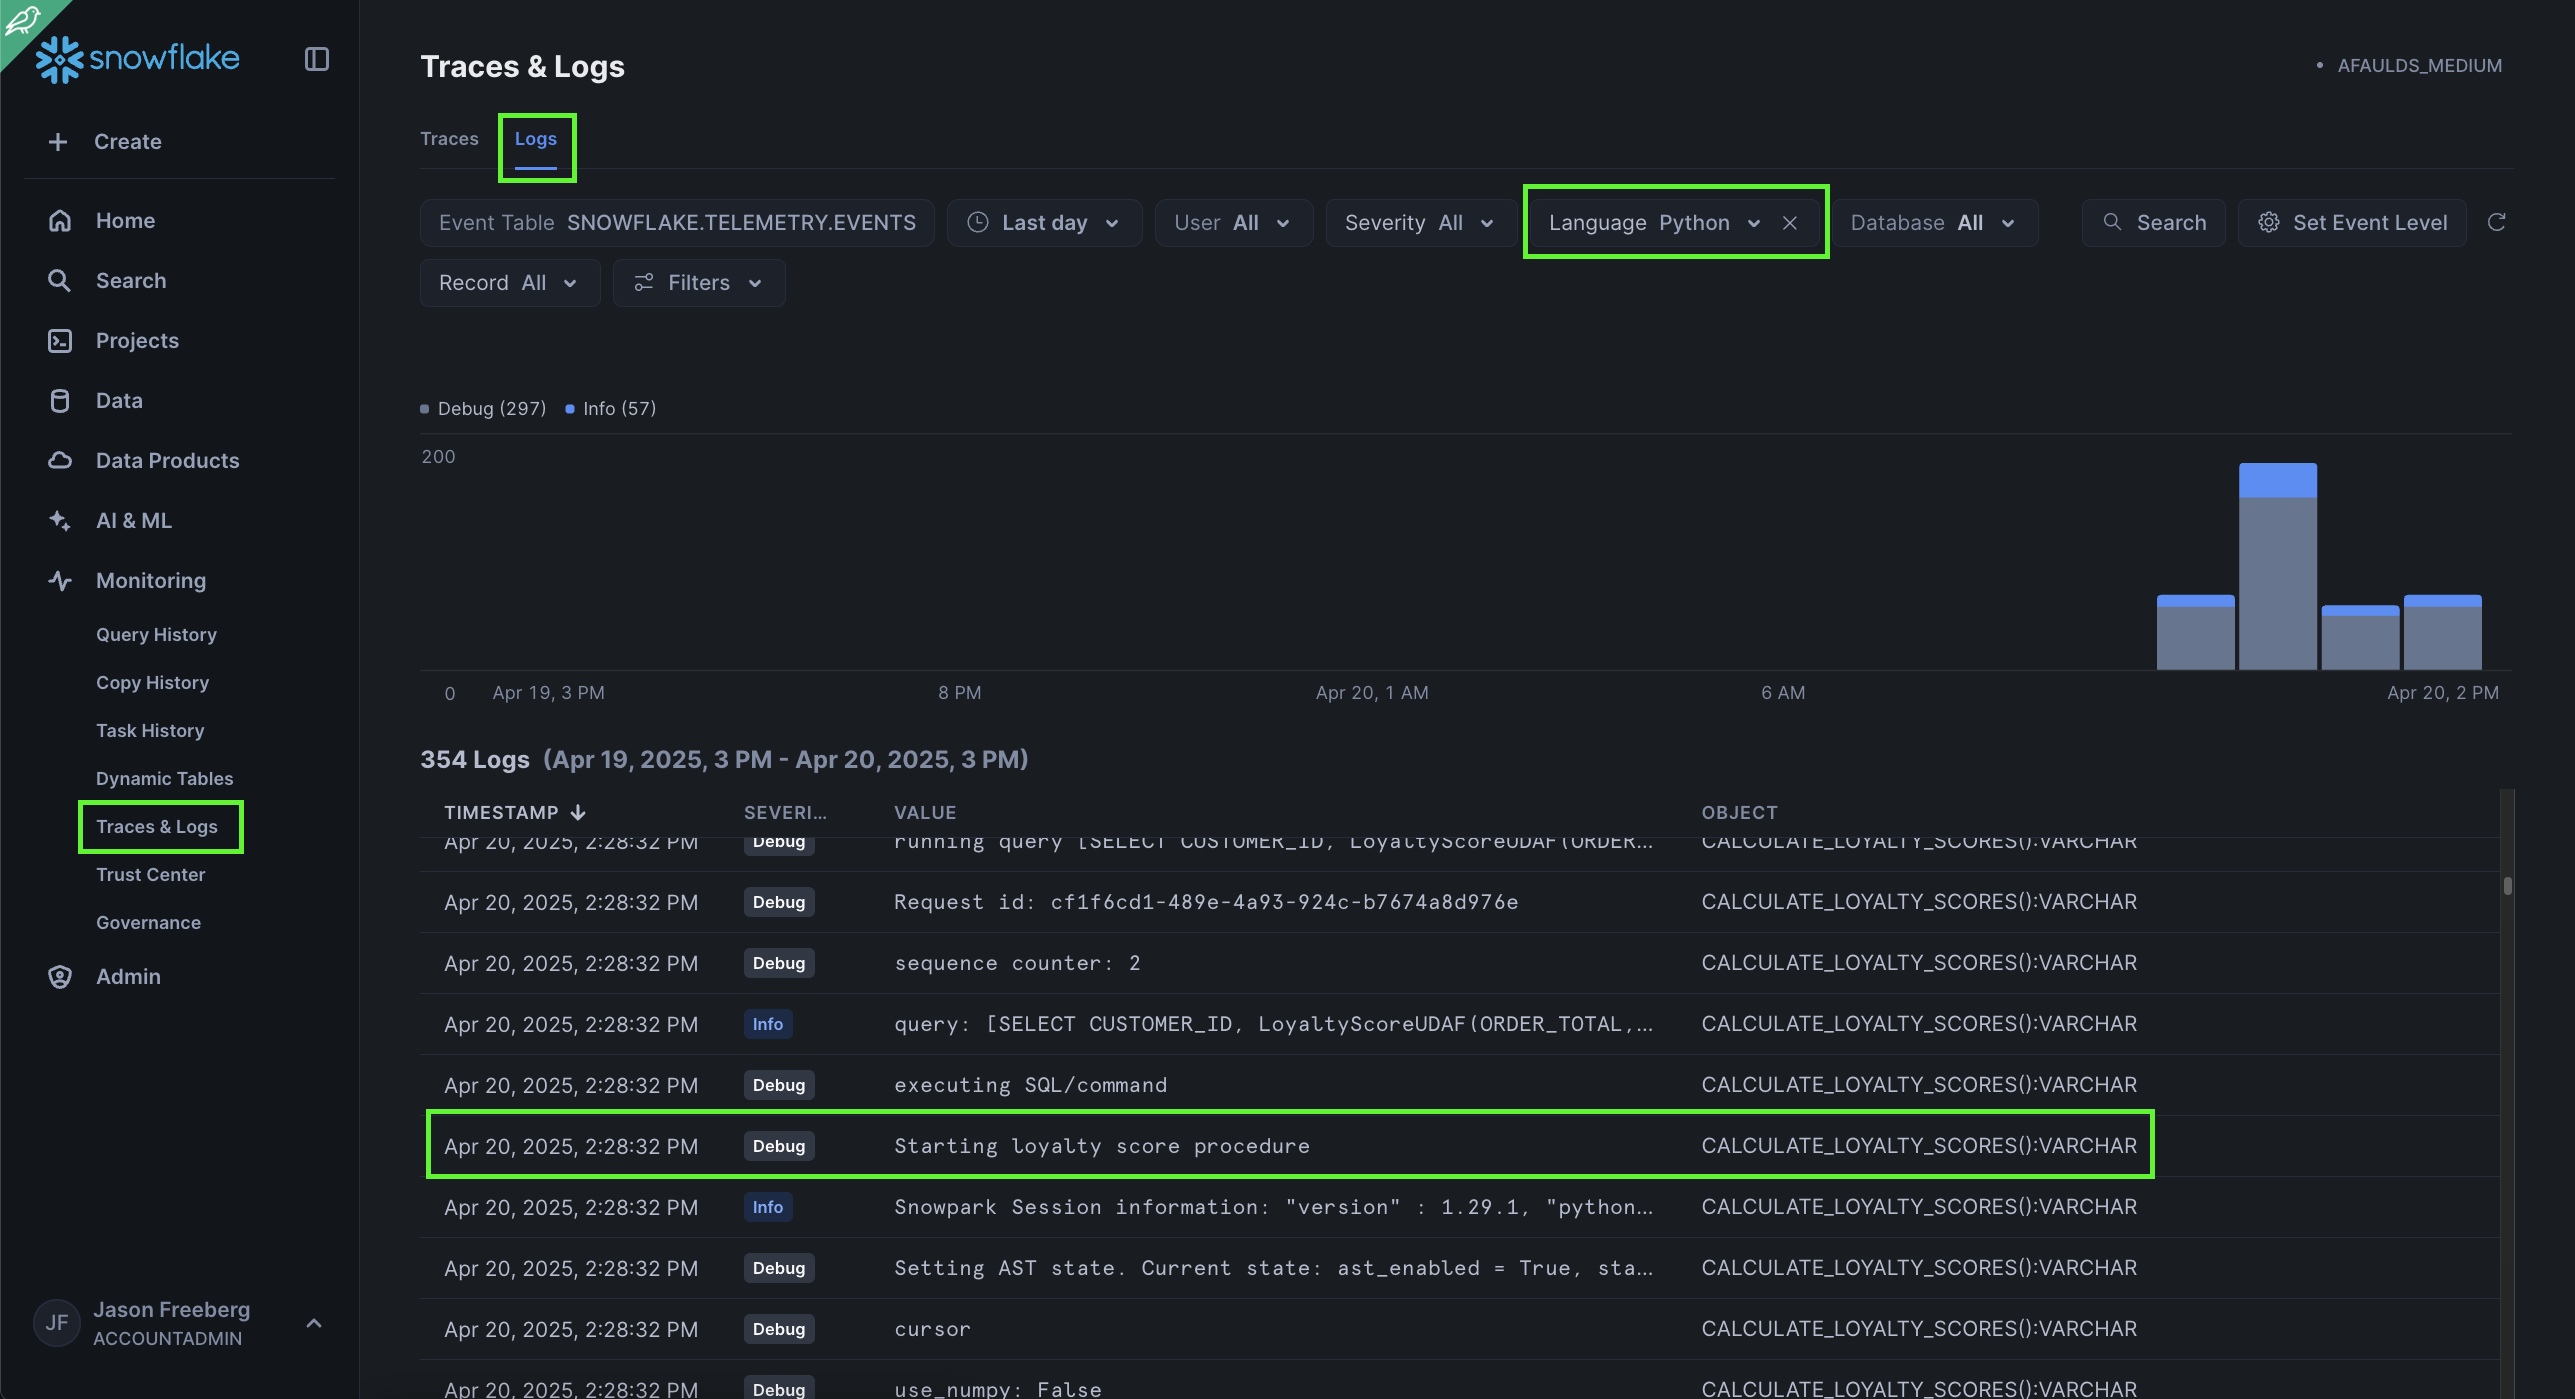 snowflake
Create
Home
Search
Projects
Data
Data Products
AI & ML
Monitoring
Query History
Copy History
Task History
Dynamic Tables
Traces & Logs
Trust Center
Governance
Admin
JF
Jason Freeberg
ACCOUNTADMIN
Traces & Logs
AFAULDS_MEDIUM
Traces Logs
Event Table SNOWFLAKE.TELEMETRY.EVENTS Last day User All Severity All Language Python Database All Search Set Event Level
Record All Filters
Debug (297) Info (57)
200
0 Apr 19, 3 PM 8 PM Apr 20, 1 AM 6 AM Apr 20, 2 PM
354 Logs (Apr 19, 2025, 3 PM - Apr 20, 2025, 3 PM)
TIMESTAMP SEVERI... VALUE OBJECT
Apr 20, 2025, 2:28:32 PM Debug running query [SELECT CUSTOMER_ID, LoyaltyScoreUDAF(ORDER... CALCULATE_LOYALTY_SCORES():VARCHAR
Apr 20, 2025, 2:28:32 PM Debug Request id: cf1f6cd1-489e-4a93-924c-b7674a8d976e CALCULATE_LOYALTY_SCORES():VARCHAR
Apr 20, 2025, 2:28:32 PM Debug sequence counter: 2 CALCULATE_LOYALTY_SCORES():VARCHAR
Apr 20, 2025, 2:28:32 PM Info query: [SELECT CUSTOMER_ID, LoyaltyScoreUDAF(ORDER_TOTAL,... CALCULATE_LOYALTY_SCORES():VARCHAR
Apr 20, 2025, 2:28:32 PM Debug executing SQL/command CALCULATE_LOYALTY_SCORES():VARCHAR
Apr 20, 2025, 2:28:32 PM Debug Starting loyalty score procedure CALCULATE_LOYALTY_SCORES():VARCHAR
Apr 20, 2025, 2:28:32 PM Info Snowpark Session information: "version" : 1.29.1, "python... CALCULATE_LOYALTY_SCORES():VARCHAR
Apr 20, 2025, 2:28:32 PM Debug Setting AST state. Current state: ast_enabled = True, sta... CALCULATE_LOYALTY_SCORES():VARCHAR
Apr 20, 2025, 2:28:32 PM Debug cursor CALCULATE_LOYALTY_SCORES():VARCHAR
Apr 20, 2025, 2:28:32 PM Debug use_numpy: False CALCULATE_LOYALTY_SCORES():VARCHAR